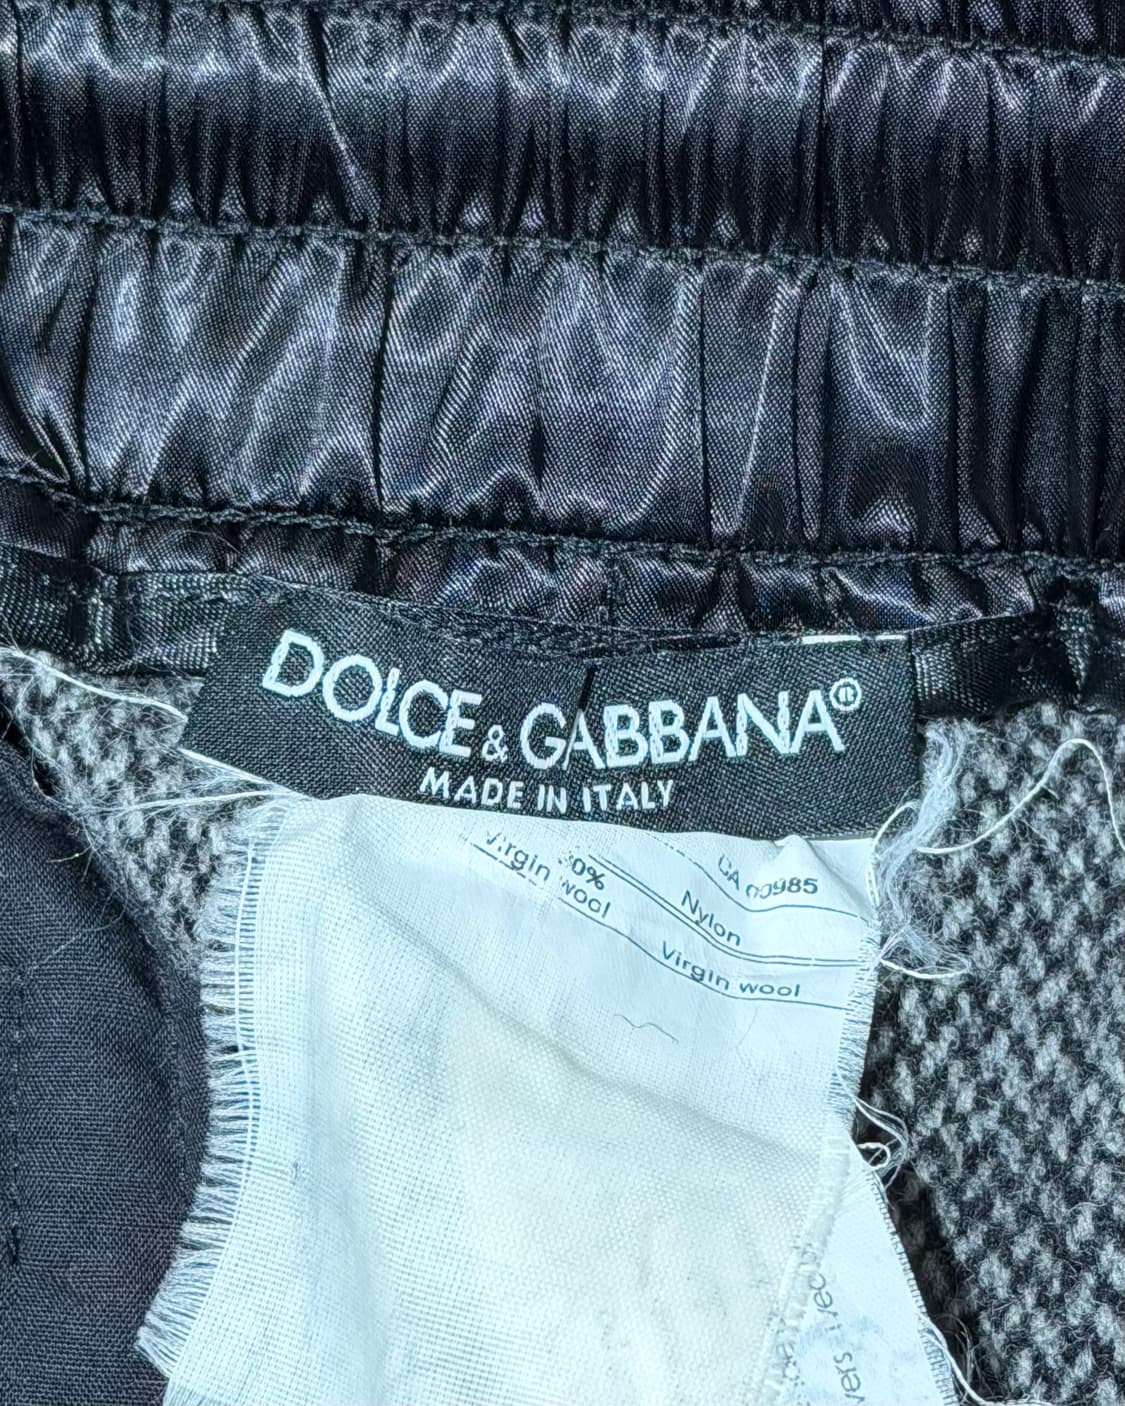 DOLCE & GABBANA®
MADE IN ITALY
CA 00985
Nylon
Virgin wool
Virgin wool